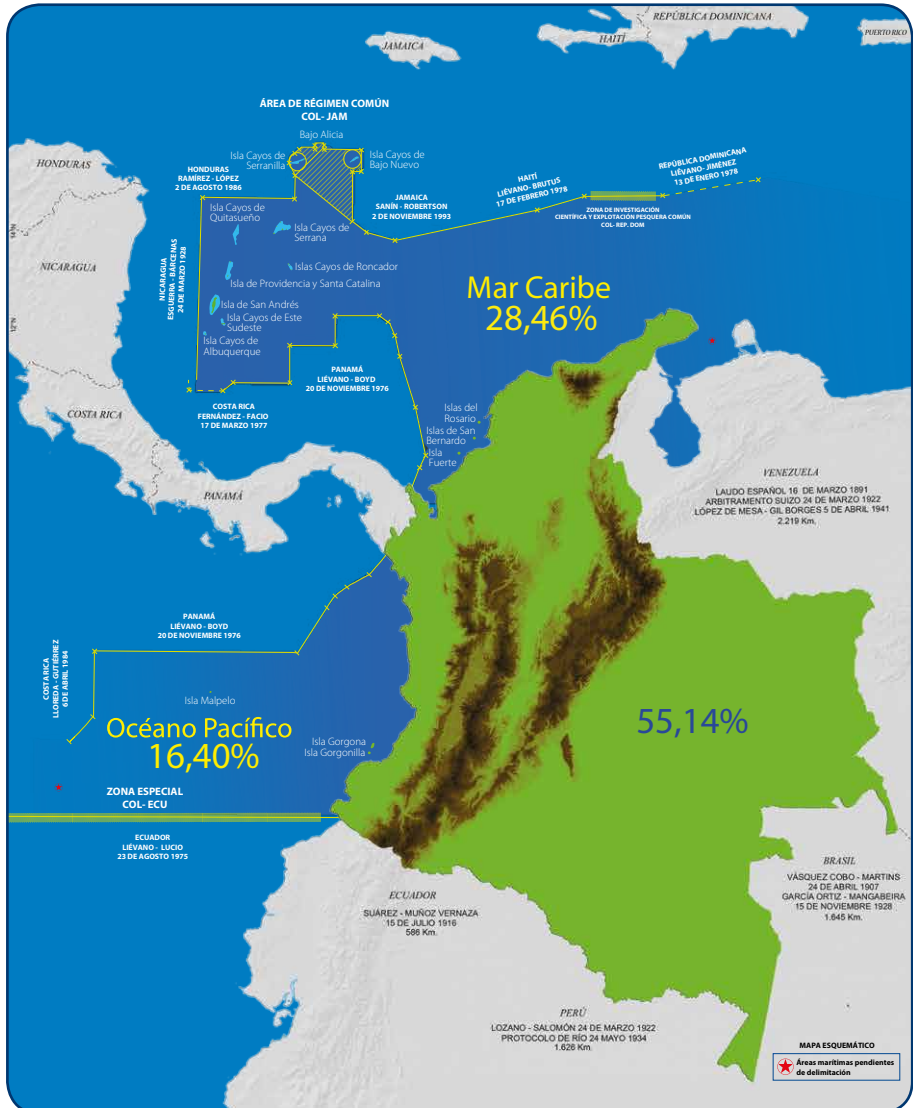 REPÚBLICA DOMINICANA
PUERTO RICO
HAITÍ
JAMAICA
ÁREA DE RÉGIMEN COMÚN
COL- JAM
Bajo Alicia
Isla Cayos de
Serranilla
Isla Cayos de
Bajo Nuevo
HONDURAS
HONDURAS
RAMÍREZ - LÓPEZ
2 DE AGOSTO 1986
JAMAICA
SANÍN - ROBERTSON
2 DE NOVIEMBRE 1993
HAITÍ
LIÉVANO- BRUTUS
17 DE FEBRERO 1978
REPÚBLICA DOMINICANA
LIÉVANO- JIMÉNEZ
13 DE ENERO 1978
ZONA DE INVESTIGACIÓN
CIENTÍFICA Y EXPLOTACIÓN PESQUERA COMÚN
COL- REP. DOM
14°N
Isla Cayos de
Quitasueño
Isla Cayos de
Serrana
NICARAGUA
NICARAGUA
ESGUERRA - BÁRCENAS
24 DE MARZO 1928
Islas Cayos de Roncador
Isla de Providencia y Santa Catalina
Isla de San Andrés
Isla Cayos de Este
Sudeste
Isla Cayos de
Albuquerque
12°N
Mar Caribe
28,46%
PANAMÁ
LIÉVANO - BOYD
20 DE NOVIEMBRE 1976
COSTA RICA
COSTA RICA
FERNÁNDEZ - FACIO
17 DE MARZO 1977
Islas del
Rosario
Islas de San
Bernardo
Isla
Fuerte
PANAMÁ
VENEZUELA
LAUDO ESPAÑOL 16 DE MARZO 1891
ARBITRAMENTO SUIZO 24 DE MARZO 1922
LÓPEZ DE MESA - GIL BORGES 5 DE ABRIL 1941
2.219 Km.
PANAMÁ
LIÉVANO - BOYD
20 DE NOVIEMBRE 1976
COSTA RICA
LLOREDA - GUTIÉRREZ
6 DE ABRIL 1984
Isla Malpelo
Océano Pacífico
16,40%
Isla Gorgona
Isla Gorgonilla
55,14%
ZONA ESPECIAL
COL- ECU
ECUADOR
LIÉVANO - LUCIO
23 DE AGOSTO 1975
ECUADOR
SUÁREZ - MUÑOZ VERNAZA
15 DE JULIO 1916
586 Km.
BRASIL
VÁSQUEZ COBO - MARTINS
24 DE ABRIL 1907
GARCÍA ORTIZ - MANGABEIRA
15 DE NOVIEMBRE 1928
1.645 Km.
PERÚ
LOZANO - SALOMÓN 24 DE MARZO 1922
PROTOCOLO DE RÍO 24 MAYO 1934
1.626 Km.
MAPA ESQUEMÁTICO
Áreas marítimas pendientes
de delimitación